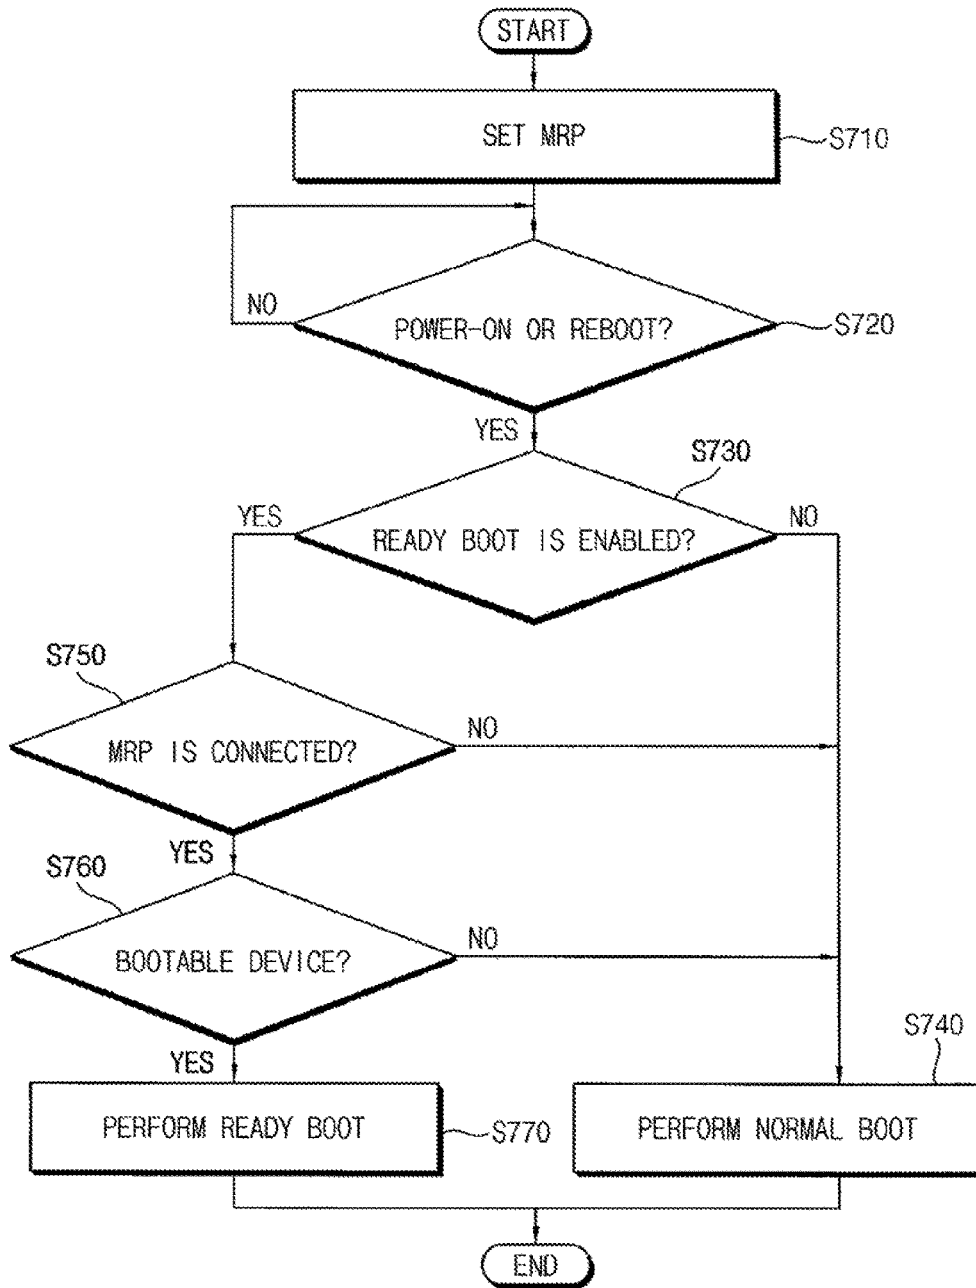 START
SET MRP
S710
NO
POWER-ON OR REBOOT?
S720
YES
S730
YES
READY BOOT IS ENABLED?
NO
S750
MRP IS CONNECTED?
NO
YES
S760
BOOTABLE DEVICE?
NO
YES
S740
PERFORM READY BOOT
S770
PERFORM NORMAL BOOT
END